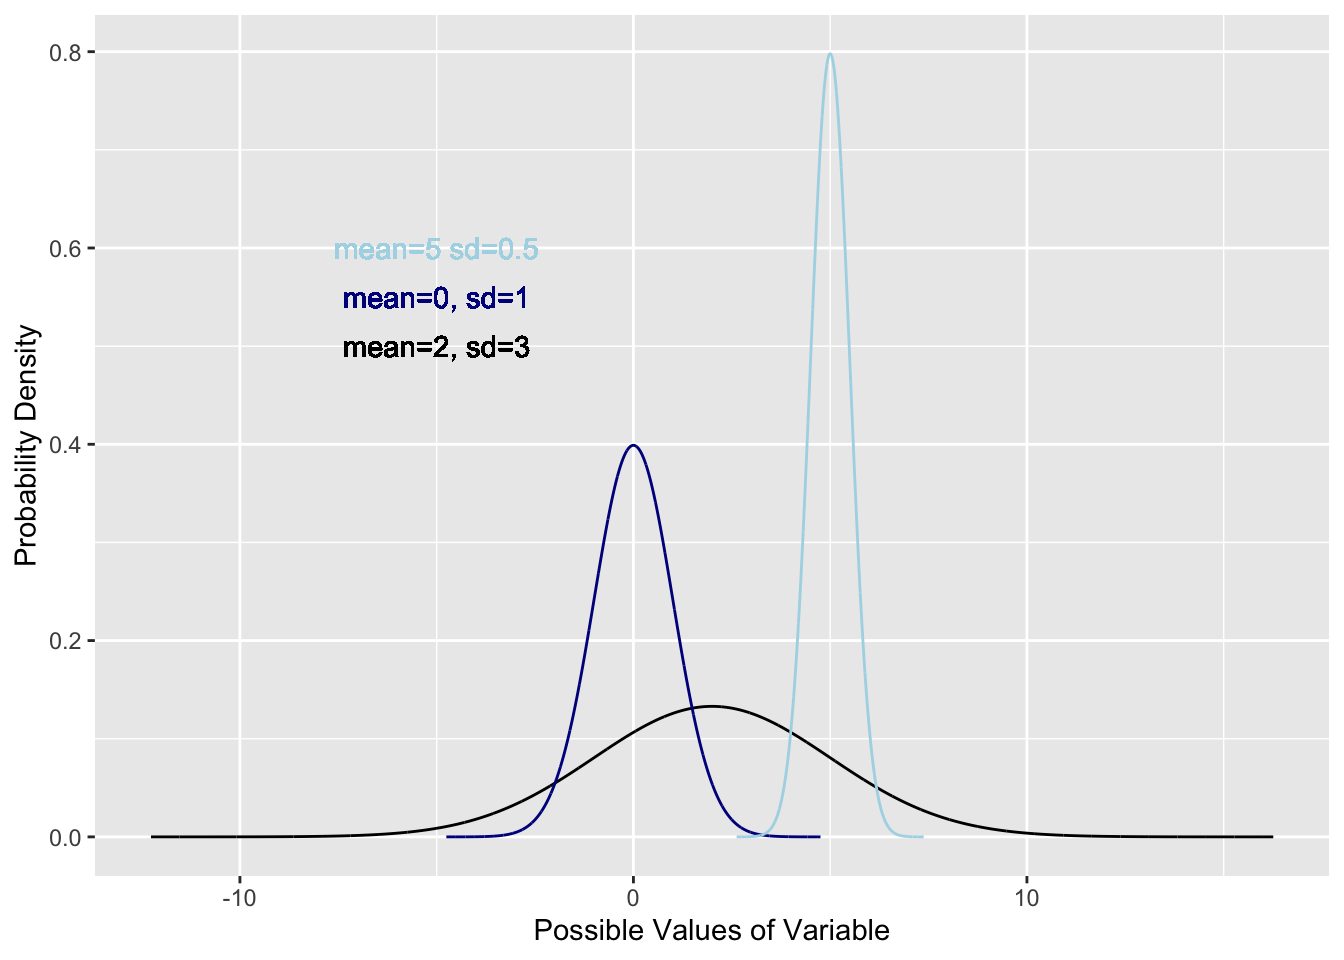 0.8
0.6
0.4
0.2
0.0
Probability Density
mean=5 sd=0.5
mean=0, sd=1
mean=2, sd=3
-10
0
10
Possible Values of Variable